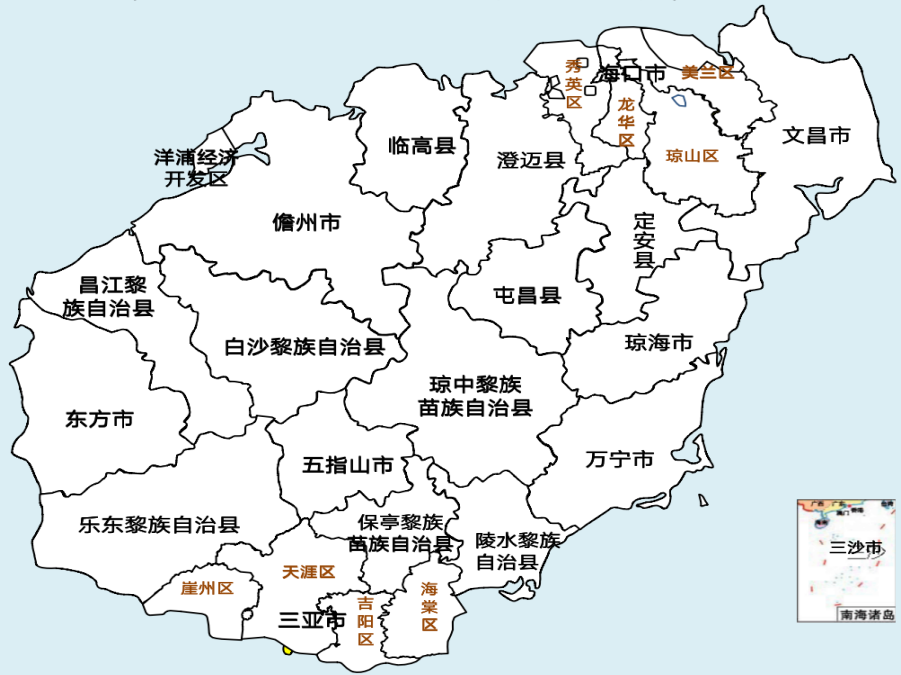 秀英区
海口市
美兰区
龙华区
琼山区
文昌市
临高县
澄迈县
洋浦经济
开发区
儋州市
定安县
昌江黎
族自治县
屯昌县
白沙黎族自治县
琼海市
琼中黎族
苗族自治县
东方市
五指山市
万宁市
乐东黎族自治县
保亭黎族
苗族自治县
陵水黎族
自治县
天涯区
崖州区
三亚市
吉阳区
海棠区
广西
广东
三沙市
南海诸岛